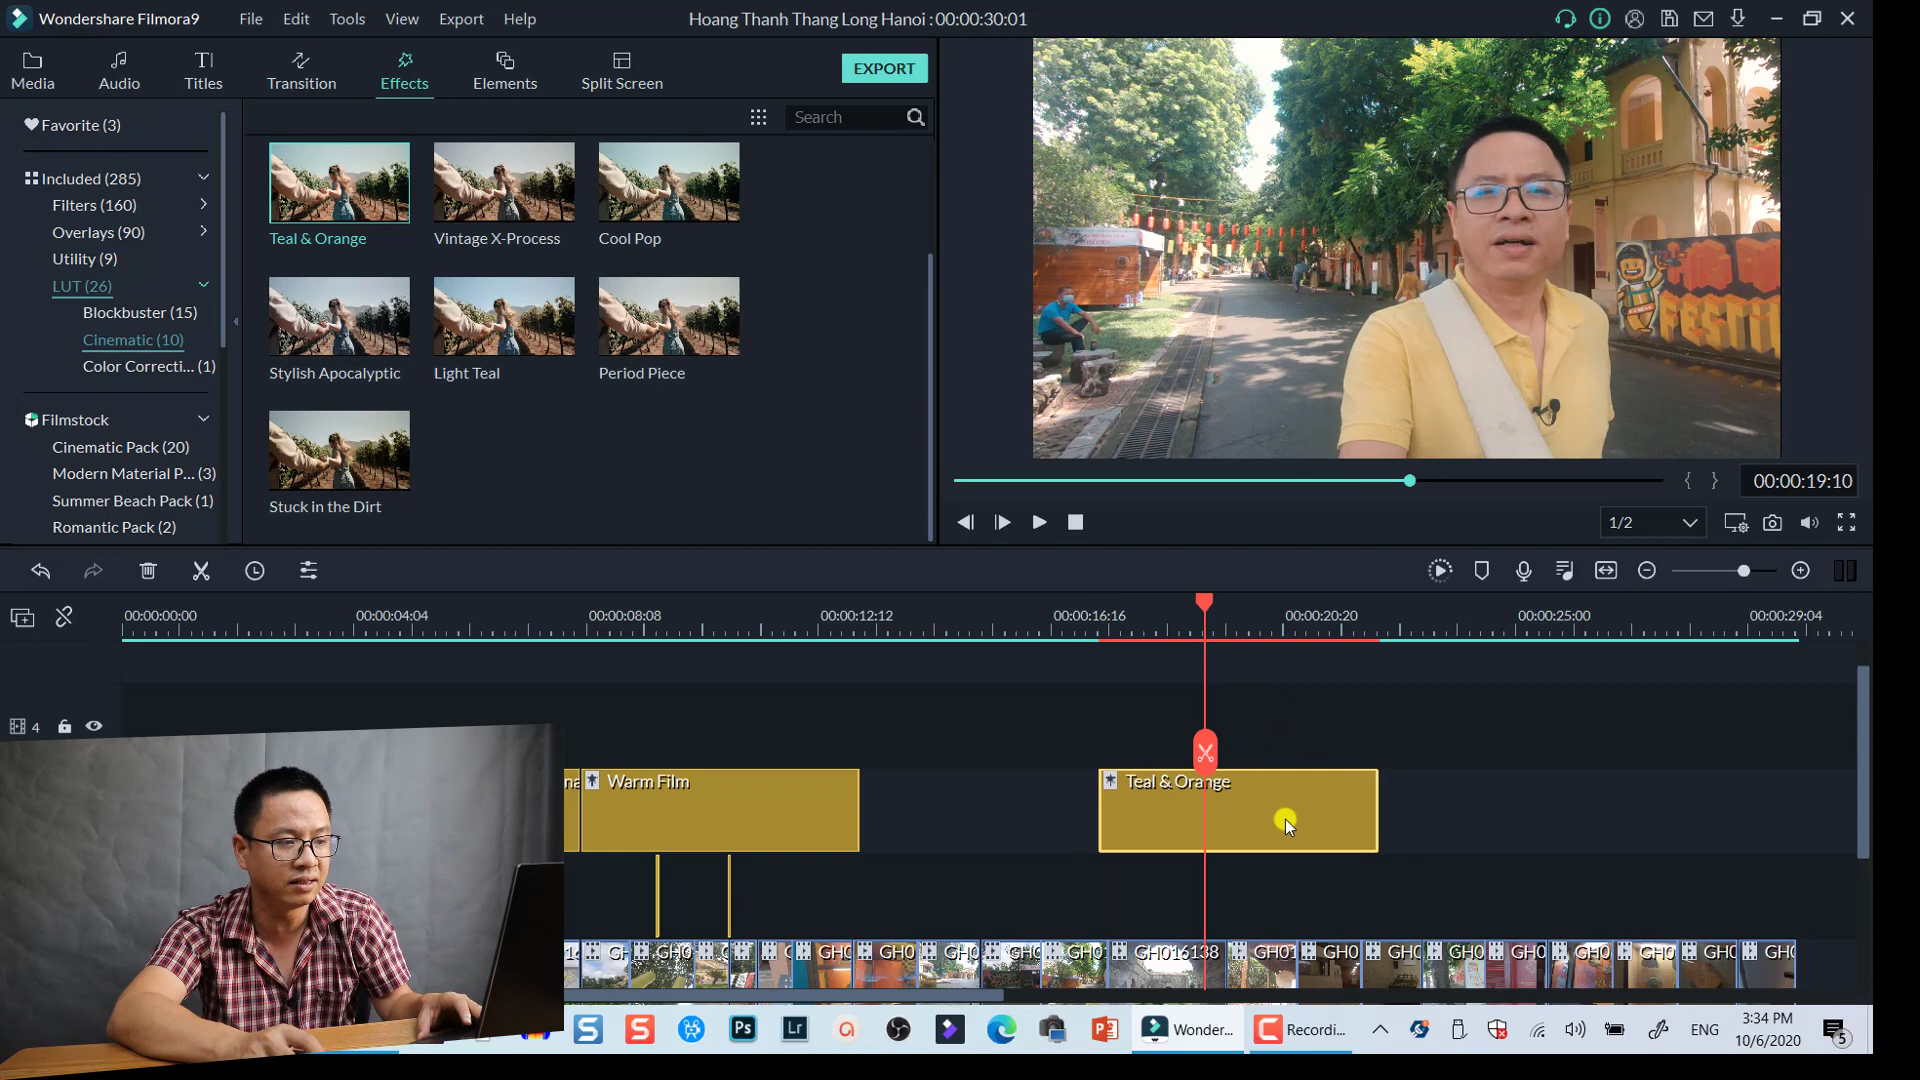 Wondershare Filmora9 File Edit Tools View Export Help Hoang Thanh Thang Long Hanoi : 00:00:30:01
Media Audio Titles Transition Effects Elements Split Screen EXPORT
Search
Favorite (3)
Included (285)
Filters (160)
Overlays (90)
Utility (9)
LUT (26)
Blockbuster (15)
Cinematic (10)
Color Correcti... (1)
Filmstock
Cinematic Pack (20)
Modern Material P... (3)
Summer Beach Pack (1)
Romantic Pack (2)
Teal & Orange Vintage X-Process Cool Pop
Stylish Apocalyptic Light Teal Period Piece
Stuck in the Dirt
{ } 00:00:19:10
1/2
00:00:00:00 00:00:04:04 00:00:08:08 00:00:12:12 00:00:16:16 00:00:20:20 00:00:25:00 00:00:29:04
4
Warm Film Teal & Orange
GH016138
Ps Lr Wonder... Recordi... ENG
3:34 PM
10/6/2020
5